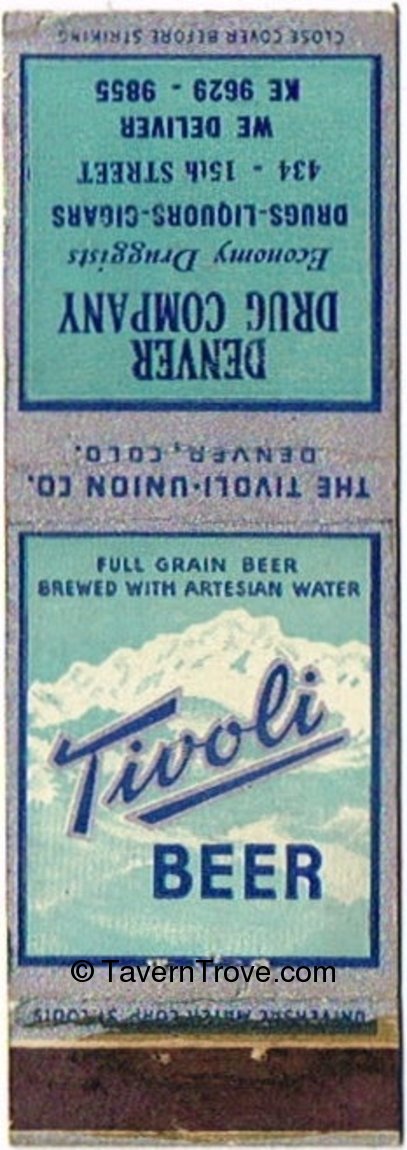 CLOSE COVER BEFORE STRIKING
DENVER
DRUG COMPANY
Economy Druggists
DRUGS-LIQUORS-CIGARS
434 - 15th STREET
WE DELIVER
KE 9629 - 9855
THE TIVOLI-UNION CO.
DENVER, COLO.
FULL GRAIN BEER
BREWED WITH ARTESIAN WATER
Tivoli
BEER
© TavernTrove.com
UNIVERSAL MATCH CORP. ST. LOUIS